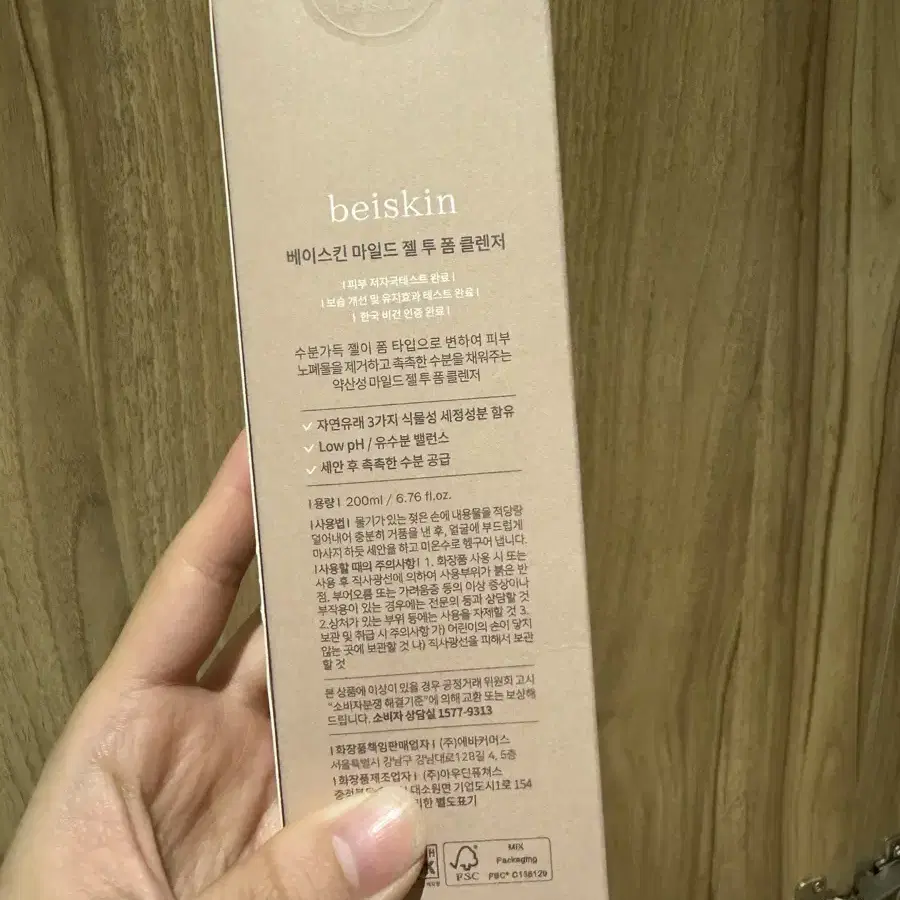 beiskin
베이스킨 마일드 젤 투 폼 클렌저
| 피부 저자극테스트 완료 |
| 보습 개선 및 유지효과 테스트 완료 |
| 한국 비건 인증 완료 |
수분가득 젤이 폼 타입으로 변하여 피부
노폐물을 제거하고 촉촉한 수분을 채워주는
약산성 마일드 젤 투 폼 클렌저
✓ 자연유래 3가지 식물성 세정성분 함유
✓ Low pH / 유수분 밸런스
✓ 세안 후 촉촉한 수분 공급
| 용량 | 200ml / 6.76 fl.oz.
| 사용법 | 물기가 있는 젖은 손에 내용물을 적당량
덜어내어 충분히 거품을 낸 후, 얼굴에 부드럽게
마사지 하듯 세안을 하고 미온수로 헹구어 냅니다.
| 사용할 때의 주의사항 | 1. 화장품 사용 시 또는
사용 후 직사광선에 의하여 사용부위가 붉은 반
점, 부어오름 또는 가려움증 등의 이상 증상이나
부작용이 있는 경우에는 전문의 등과 상담할 것
2.상처가 있는 부위 등에는 사용을 자제할 것 3.
보관 및 취급 시 주의사항 가) 어린이의 손이 닿지
않는 곳에 보관할 것 나) 직사광선을 피해서 보관
할 것
본 상품에 이상이 있을 경우 공정거래 위원회 고시
"소비자분쟁 해결기준"에 의해 교환 또는 보상해
드립니다. 소비자 상담실 1577-9313
| 화장품책임판매업자 | (주)에바커머스
서울특별시 강남구 강남대로128길 4, 6층
| 화장품제조업자 | (주)아우딘퓨쳐스
대소원면 기업도시1로 154
별도표기
FSC
MIX
Packaging
FSC® C158129